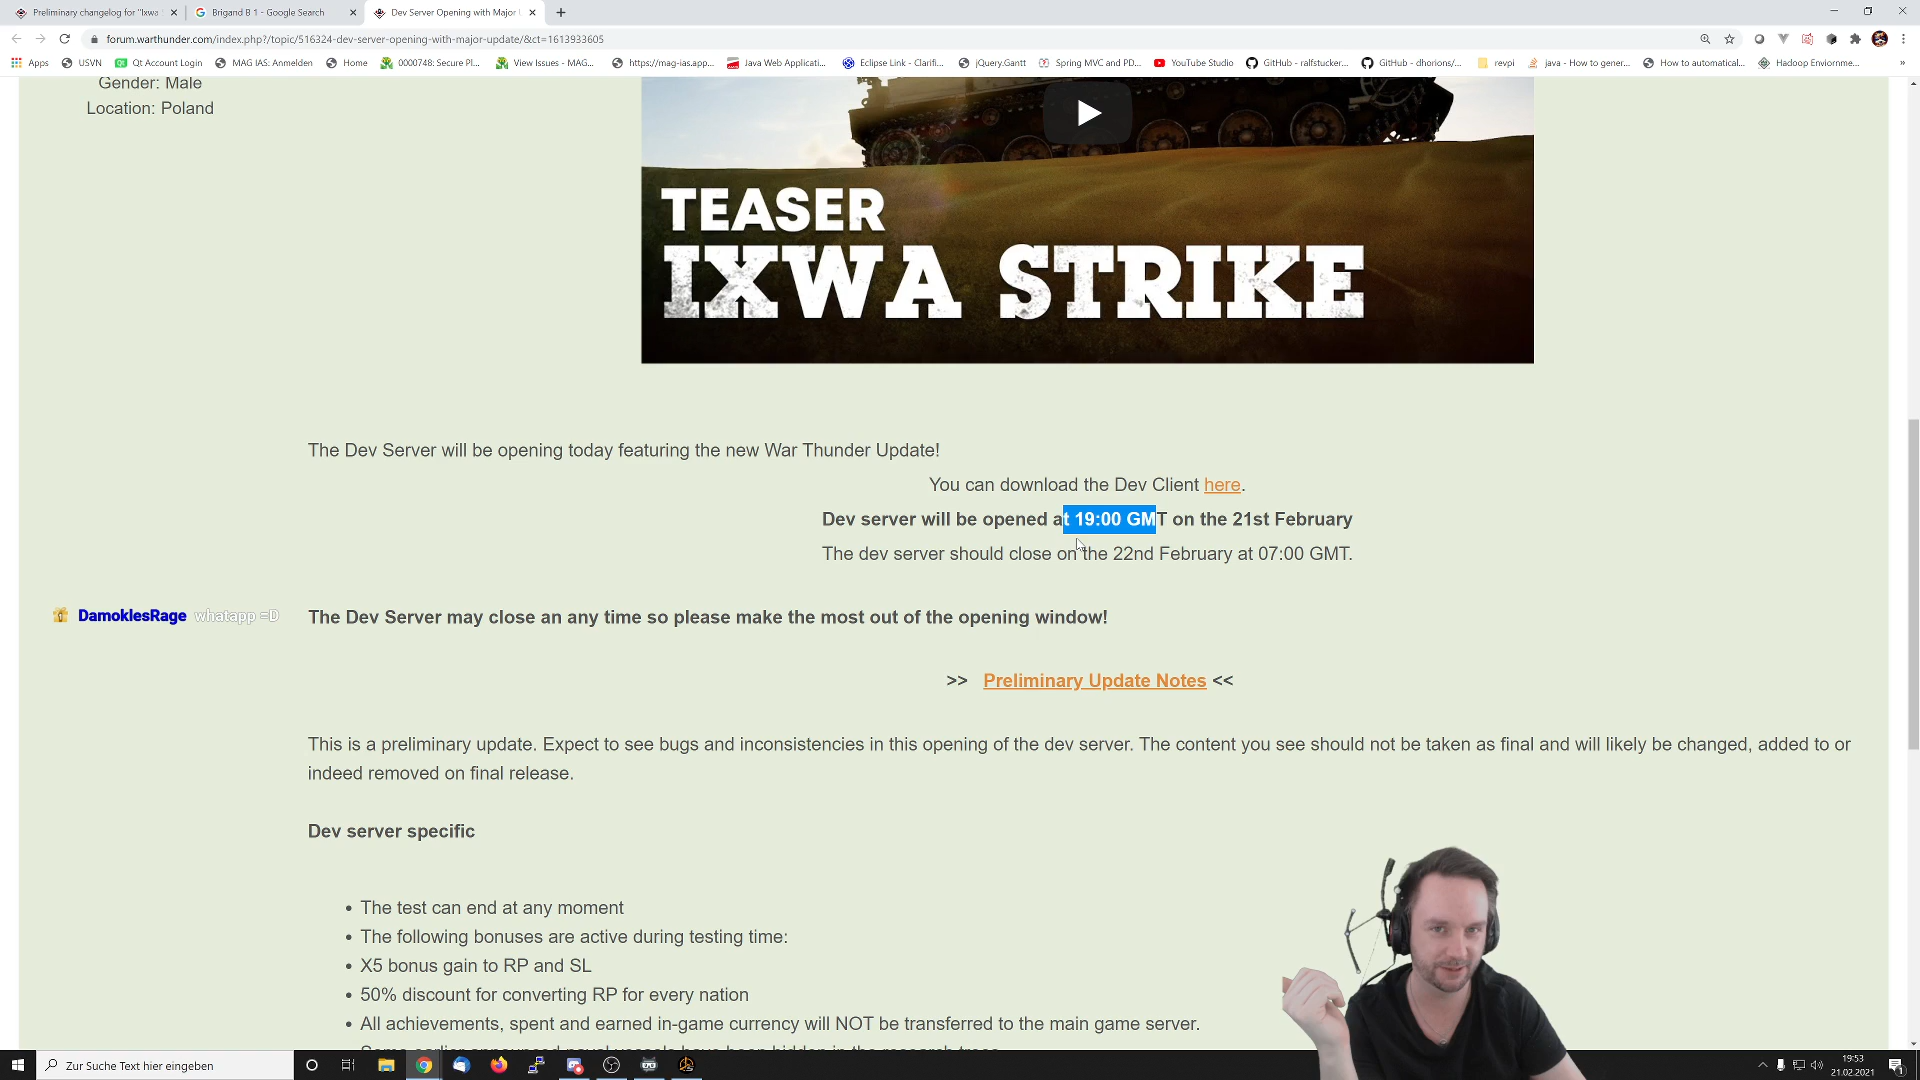 Preliminary changelog for "Ixwa
Brigand B 1 - Google Search
Dev Server Opening with Major
forum.warthunder.com/index.php?/topic/516324-dev-server-opening-with-major-update/&ct=1613933605
Apps
USVN
Qt Account Login
MAG IAS: Anmelden
Home
0000748: Secure Pl...
View Issues - MAG...
https://mag-ias.app...
Java Web Applicati...
Eclipse Link - Clarifi...
jQuery.Gantt
Spring MVC and PD...
YouTube Studio
GitHub - ralfstucker...
GitHub - dhorions/...
revpi
java - How to gener...
How to automatical...
Hadoop Enviornme...
»
Gender: Male
Location: Poland
TEASER
IXWA STRIKE
The Dev Server will be opening today featuring the new War Thunder Update!
You can download the Dev Client here.
Dev server will be opened at 19:00 GMT on the 21st February
The dev server should close on the 22nd February at 07:00 GMT.
DamoklesRage whatapp =D
The Dev Server may close an any time so please make the most out of the opening window!
>> Preliminary Update Notes <<
This is a preliminary update. Expect to see bugs and inconsistencies in this opening of the dev server. The content you see should not be taken as final and will likely be changed, added to or
indeed removed on final release.
Dev server specific
• The test can end at any moment
• The following bonuses are active during testing time:
• X5 bonus gain to RP and SL
• 50% discount for converting RP for every nation
• All achievements, spent and earned in-game currency will NOT be transferred to the main game server.
Zur Suche Text hier eingeben
19:53
21.02.2021